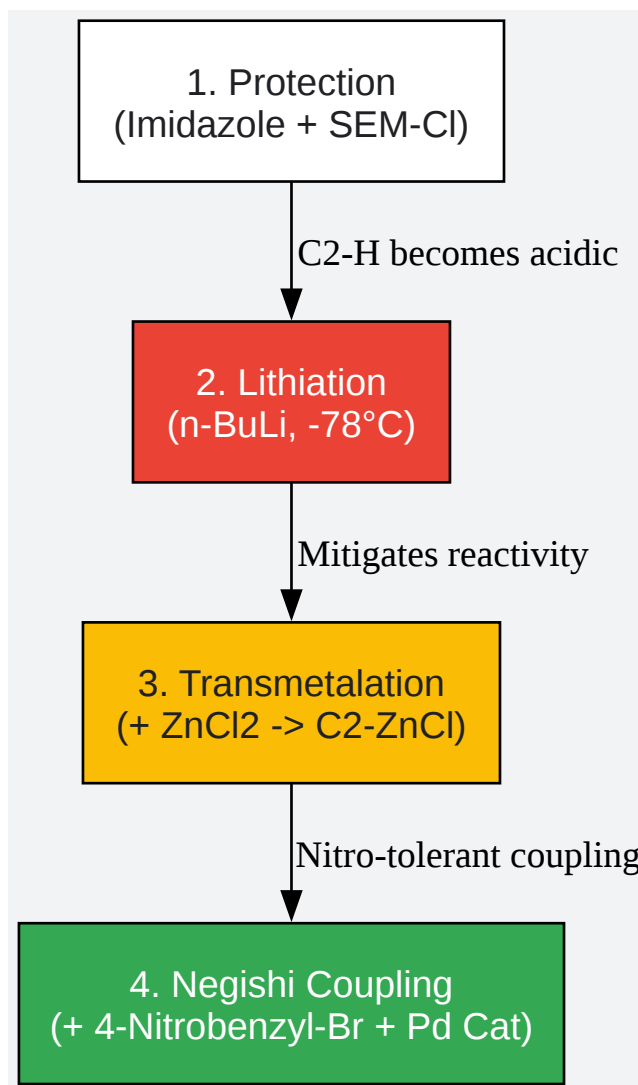 1. Protection
(Imidazole + SEM-Cl)
C2-H becomes acidic
2. Lithiation
(n-BuLi, -78°C)
Mitigates reactivity
3. Transmetalation
(+ ZnCl2 -> C2-ZnCl)
Nitro-tolerant coupling
4. Negishi Coupling
(+ 4-Nitrobenzyl-Br + Pd Cat)